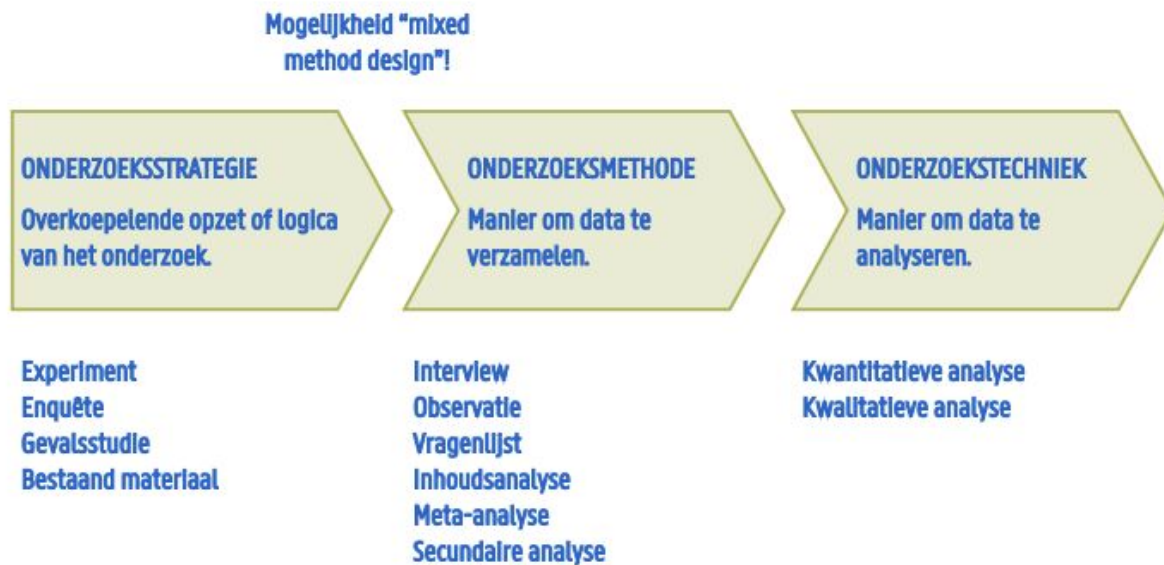 Mogelijkheid “mixed
method design”!
ONDERZOEKSSTRATEGIE
Overkoepelende opzet of logica
van het onderzoek.
ONDERZOEKSMETHODE
Manier om data te
verzamelen.
ONDERZOEKSTECHNIEK
Manier om data te
analyseren.
Experiment
Enquête
Gevalsstudie
Bestaand materiaal
Interview
Observatie
Vragenlijst
Inhoudsanalyse
Meta-analyse
Secundaire analyse
Kwantitatieve analyse
Kwalitatieve analyse